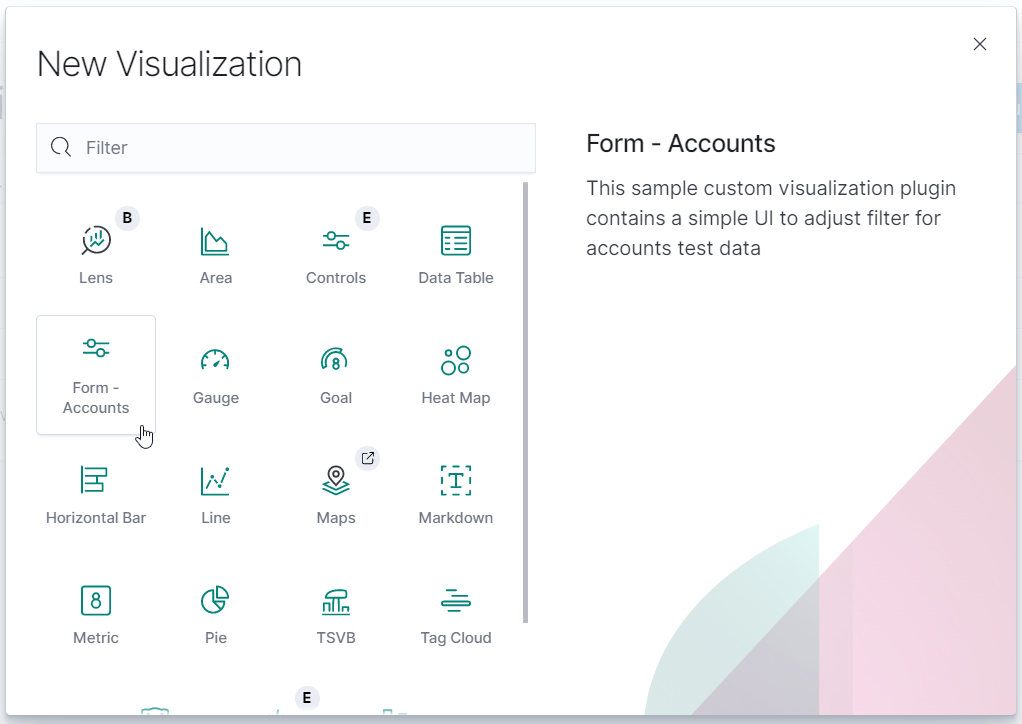 New Visualization
Filter
Form - Accounts
This sample custom visualization plugin
contains a simple UI to adjust filter for
accounts test data
B
E
Lens
Area
Controls
Data Table
Form -
Accounts
Gauge
Goal
8
Heat Map
Horizontal Bar
Line
Maps
T
Markdown
8
Metric
Pie
TSVB
Tag Cloud
E